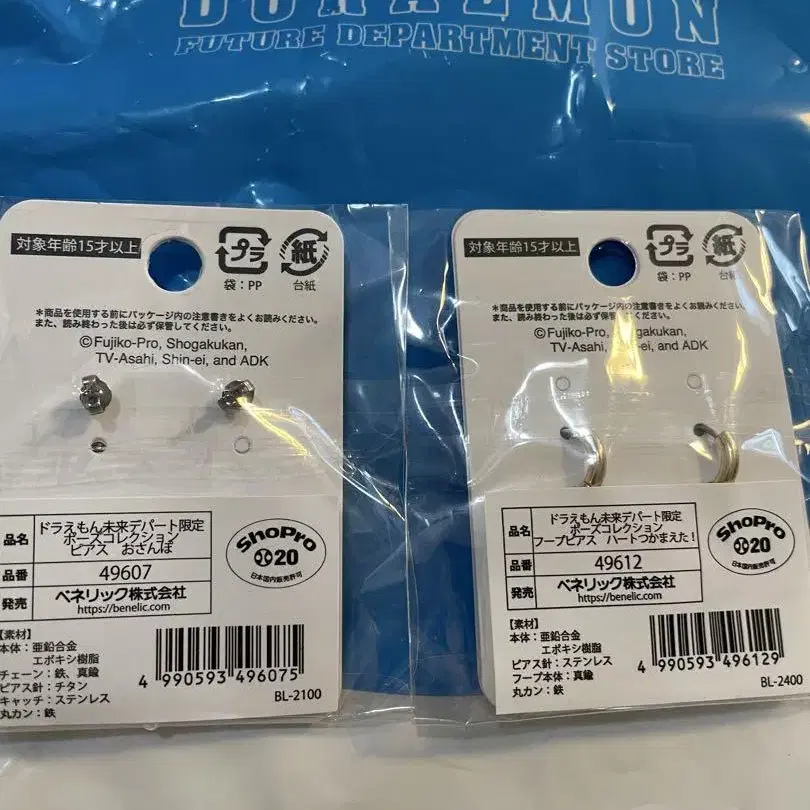 DORAEMON
FUTURE DEPARTMENT STORE
対象年齢15才以上
プラ
袋：PP
紙
台紙
＊商品を使用する前にパッケージ内の注意書きをよくお読みください。
また、読み終わった後は必ず保管してください。
©Fujiko-Pro, Shogakukan,
TV-Asahi, Shin-ei, and ADK
品名
ドラえもん未来デパート限定
ポーズコレクション
ピアス おさんぽ
品番 49607
発売
ベネリック株式会社
https://benelic.com/
ShoPro
20
日本国内販売許可
【素材】
本体：亜鉛合金
エポキシ樹脂
チェーン：鉄、真鍮
ピアス針：チタン
キャッチ：ステンレス
丸カン：鉄
4 990593 496075
BL-2100
対象年齢15才以上
プラ
袋：PP
紙
台紙
＊商品を使用する前にパッケージ内の注意書きをよくお読みください。
また、読み終わった後は必ず保管してください。
©Fujiko-Pro, Shogakukan,
TV-Asahi, Shin-ei, and ADK
品名
ドラえもん未来デパート限定
ポーズコレクション
フープピアス ハートつかまえた！
品番 49612
発売
ベネリック株式会社
https://benelic.com/
ShoPro
20
日本国内販売許可
【素材】
本体：亜鉛合金
エポキシ樹脂
ピアス針：ステンレス
フープ本体：真鍮
丸カン：鉄
4 990593 496129
BL-2400